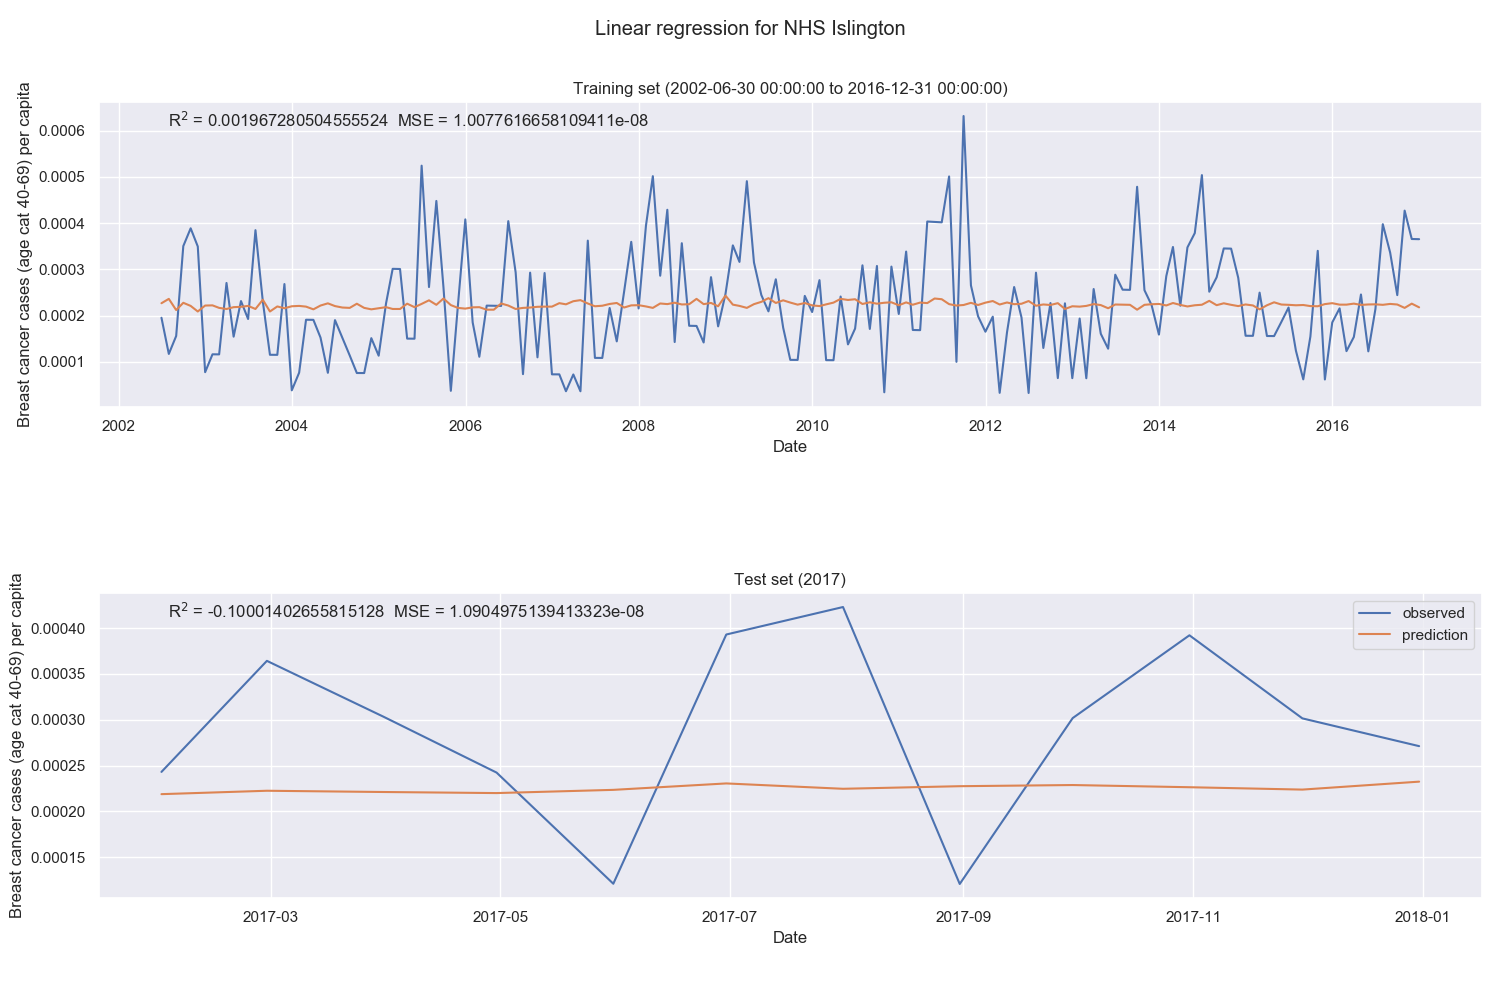 Linear regression for NHS Islington
Training set (2002-06-30 00:00:00 to 2016-12-31 00:00:00)
R² = 0.001967280504555524  MSE = 1.0077616658109411e-08
Breast cancer cases (age cat 40-69) per capita
0.0006
0.0005
0.0004
0.0003
0.0002
0.0001
2002 2004 2006 2008 2010 2012 2014 2016
Date
Test set (2017)
R² = -0.10001402655815128  MSE = 1.0904975139413323e-08
observed
prediction
Breast cancer cases (age cat 40-69) per capita
0.00040
0.00035
0.00030
0.00025
0.00020
0.00015
2017-03 2017-05 2017-07 2017-09 2017-11 2018-01
Date